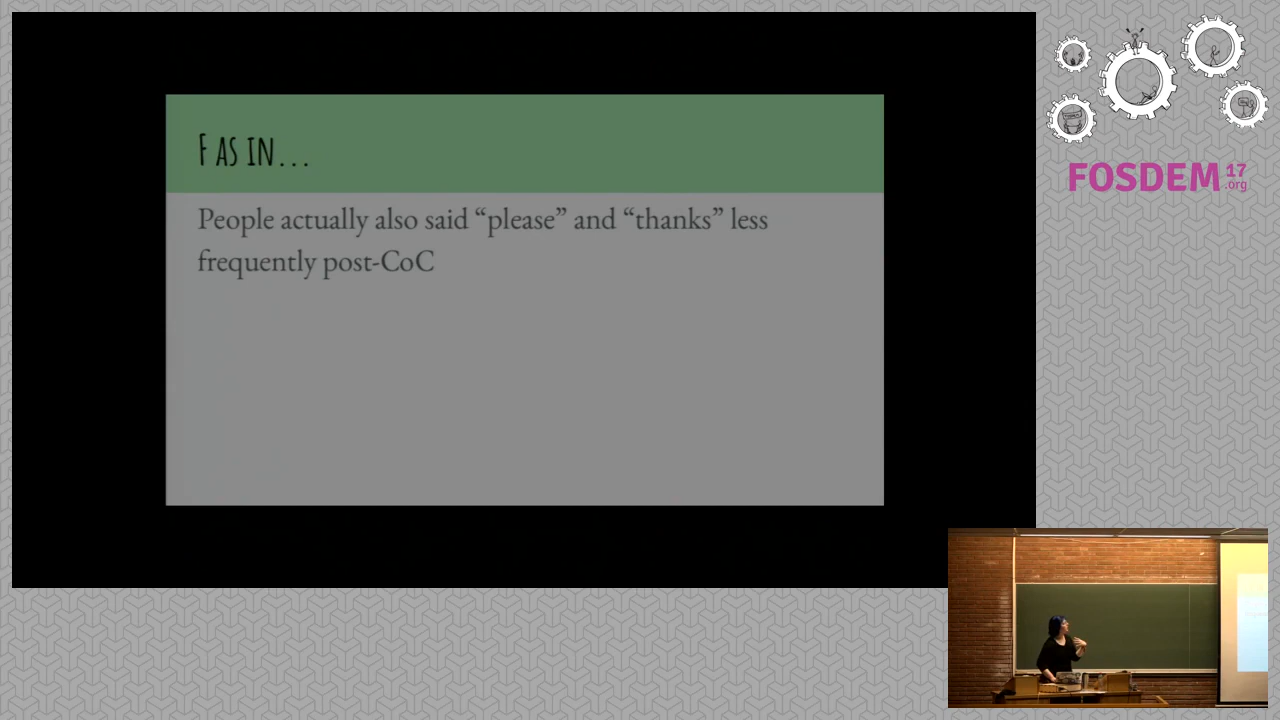 F AS IN...
People actually also said “please” and “thanks” less
frequently post-CoC
FOSDEM 17
.org